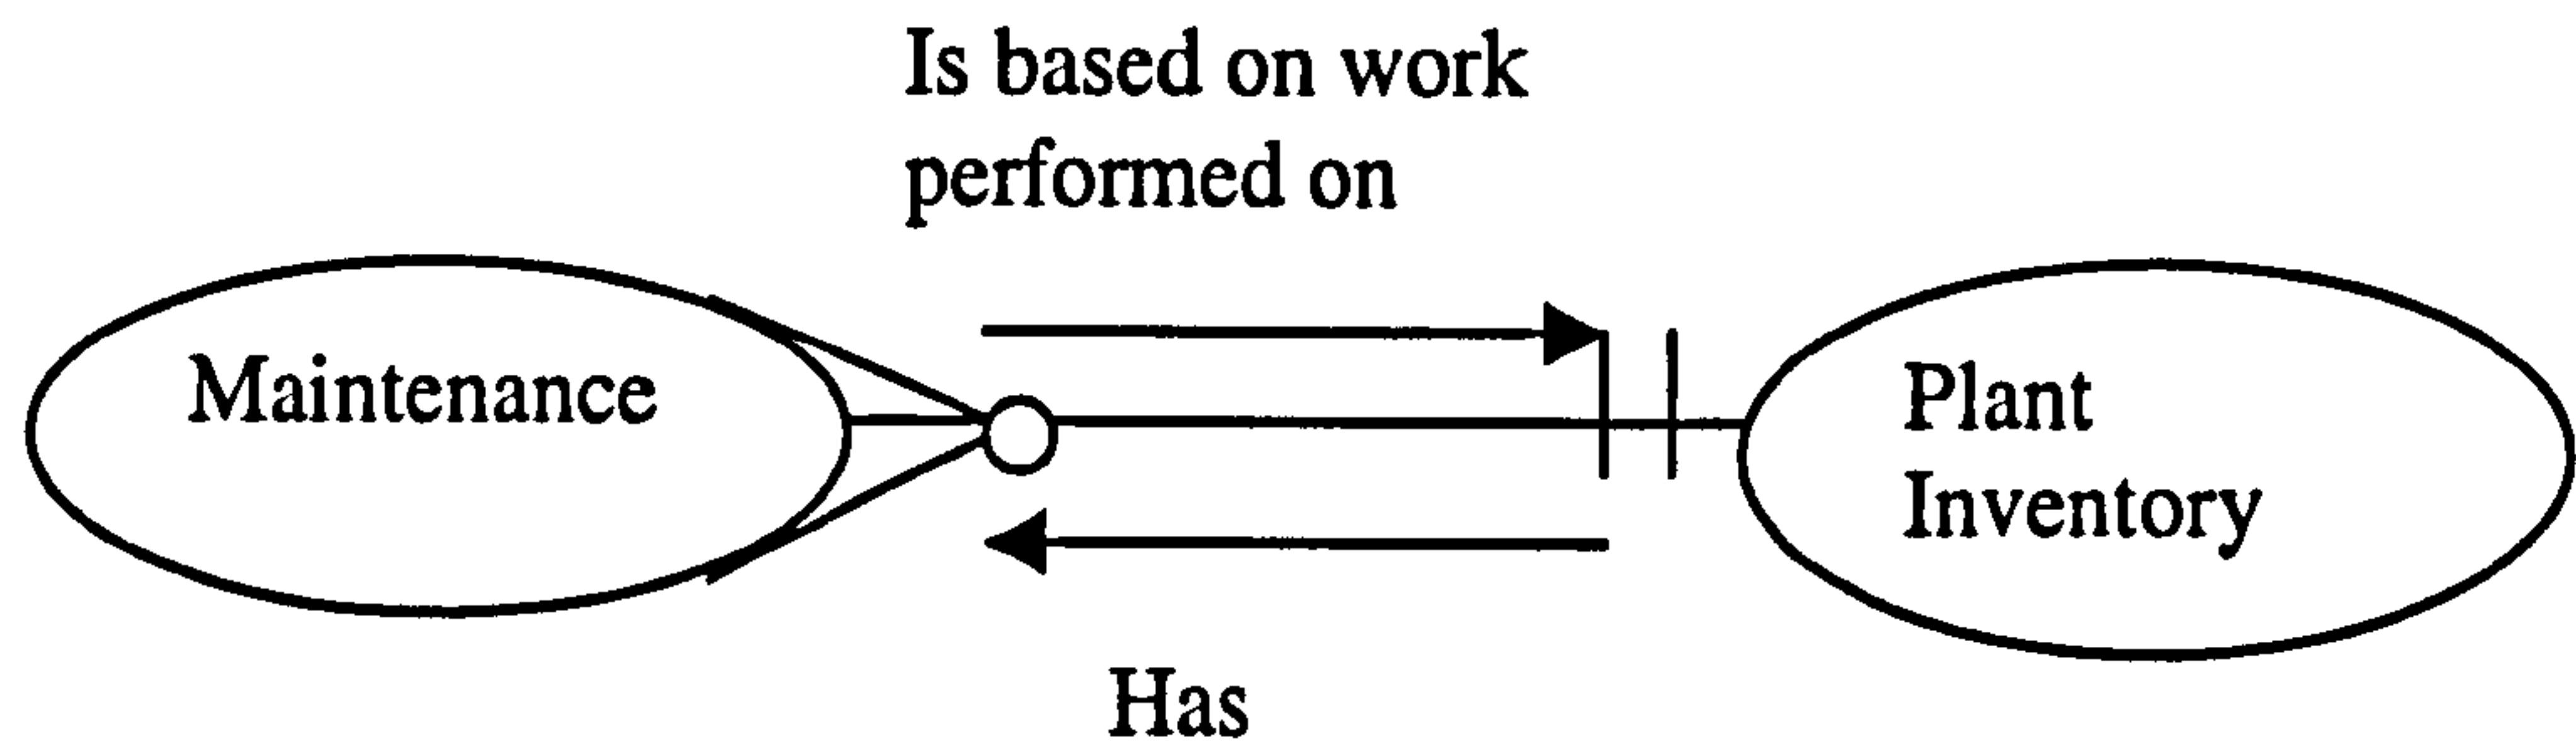 Is based on work
performed on
Maintenance
Plant
Inventory
Has